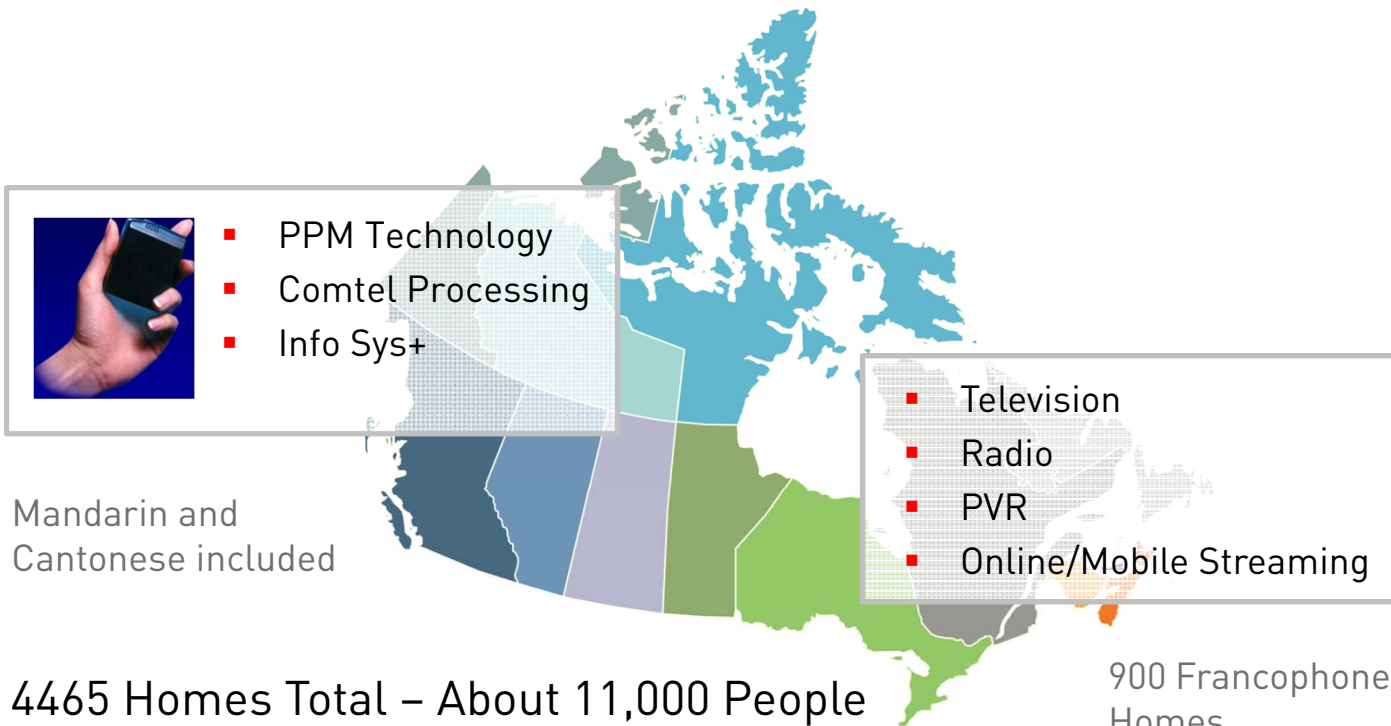 PPM Technology
Comtel Processing
Info Sys+
Television
Radio
PVR
Online/Mobile Streaming
Mandarin and
Cantonese included
4465 Homes Total – About 11,000 People
900 Francophone
Homes